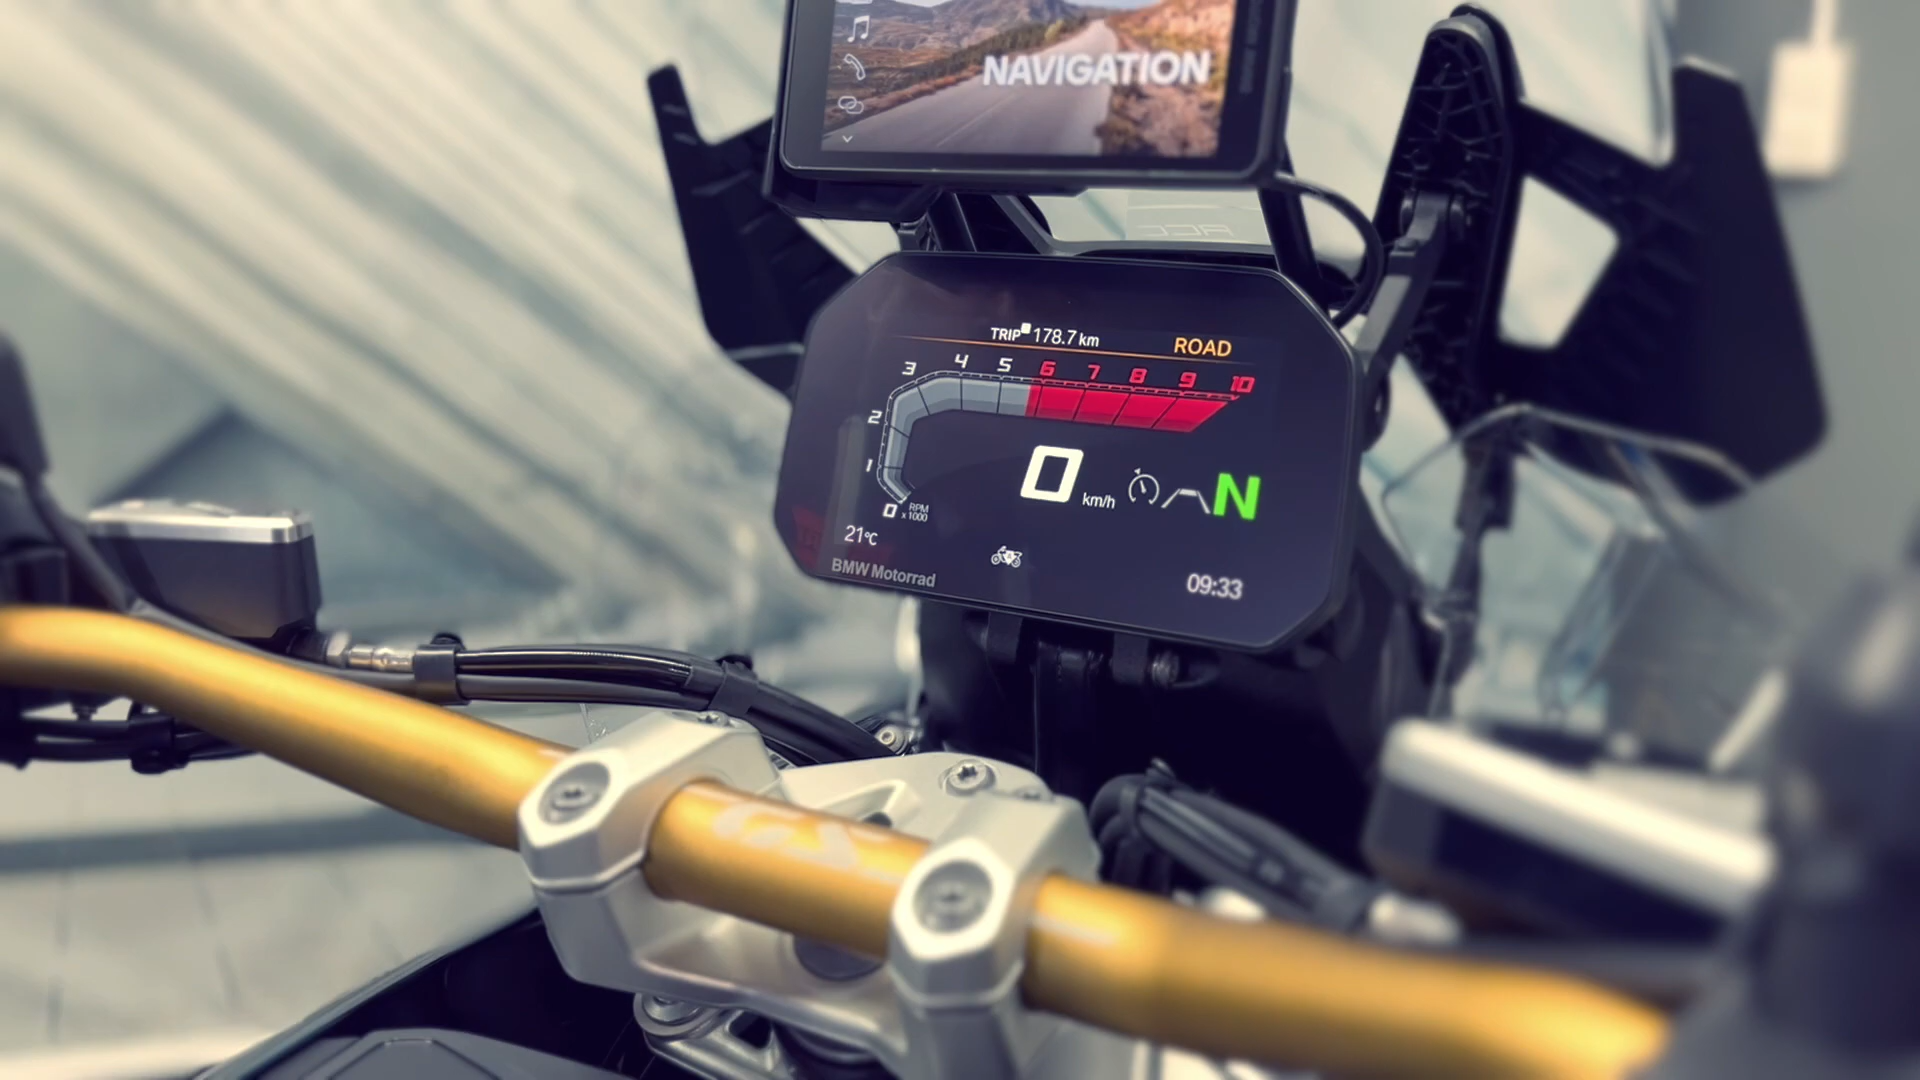 NAVIGATION
TRIP 178.7 km
ROAD
3 4 5 6 7 8 9 10
2
1
0 RPM x1000
0 km/h N
21°C
BMW Motorrad
09:33
GS